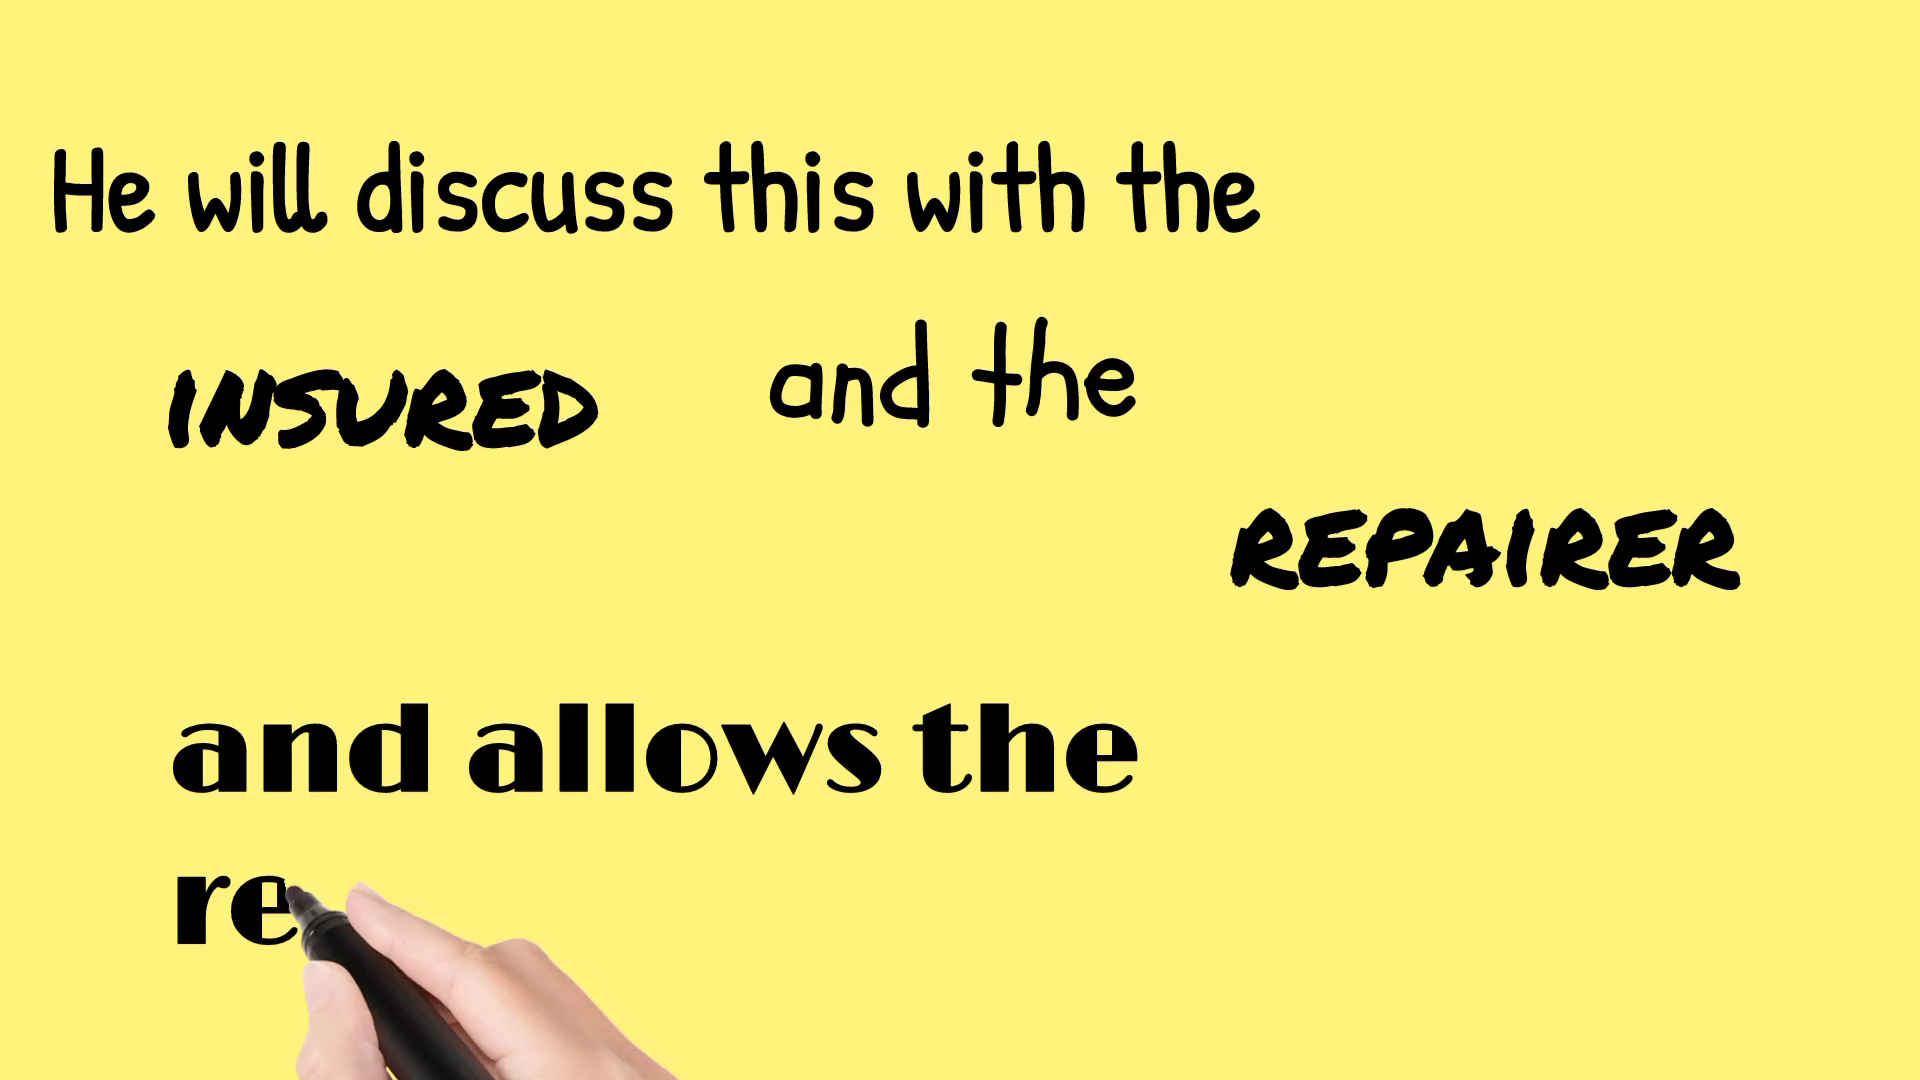 He will discuss this with the
INSURED and the
REPAIRER
and allows the
re